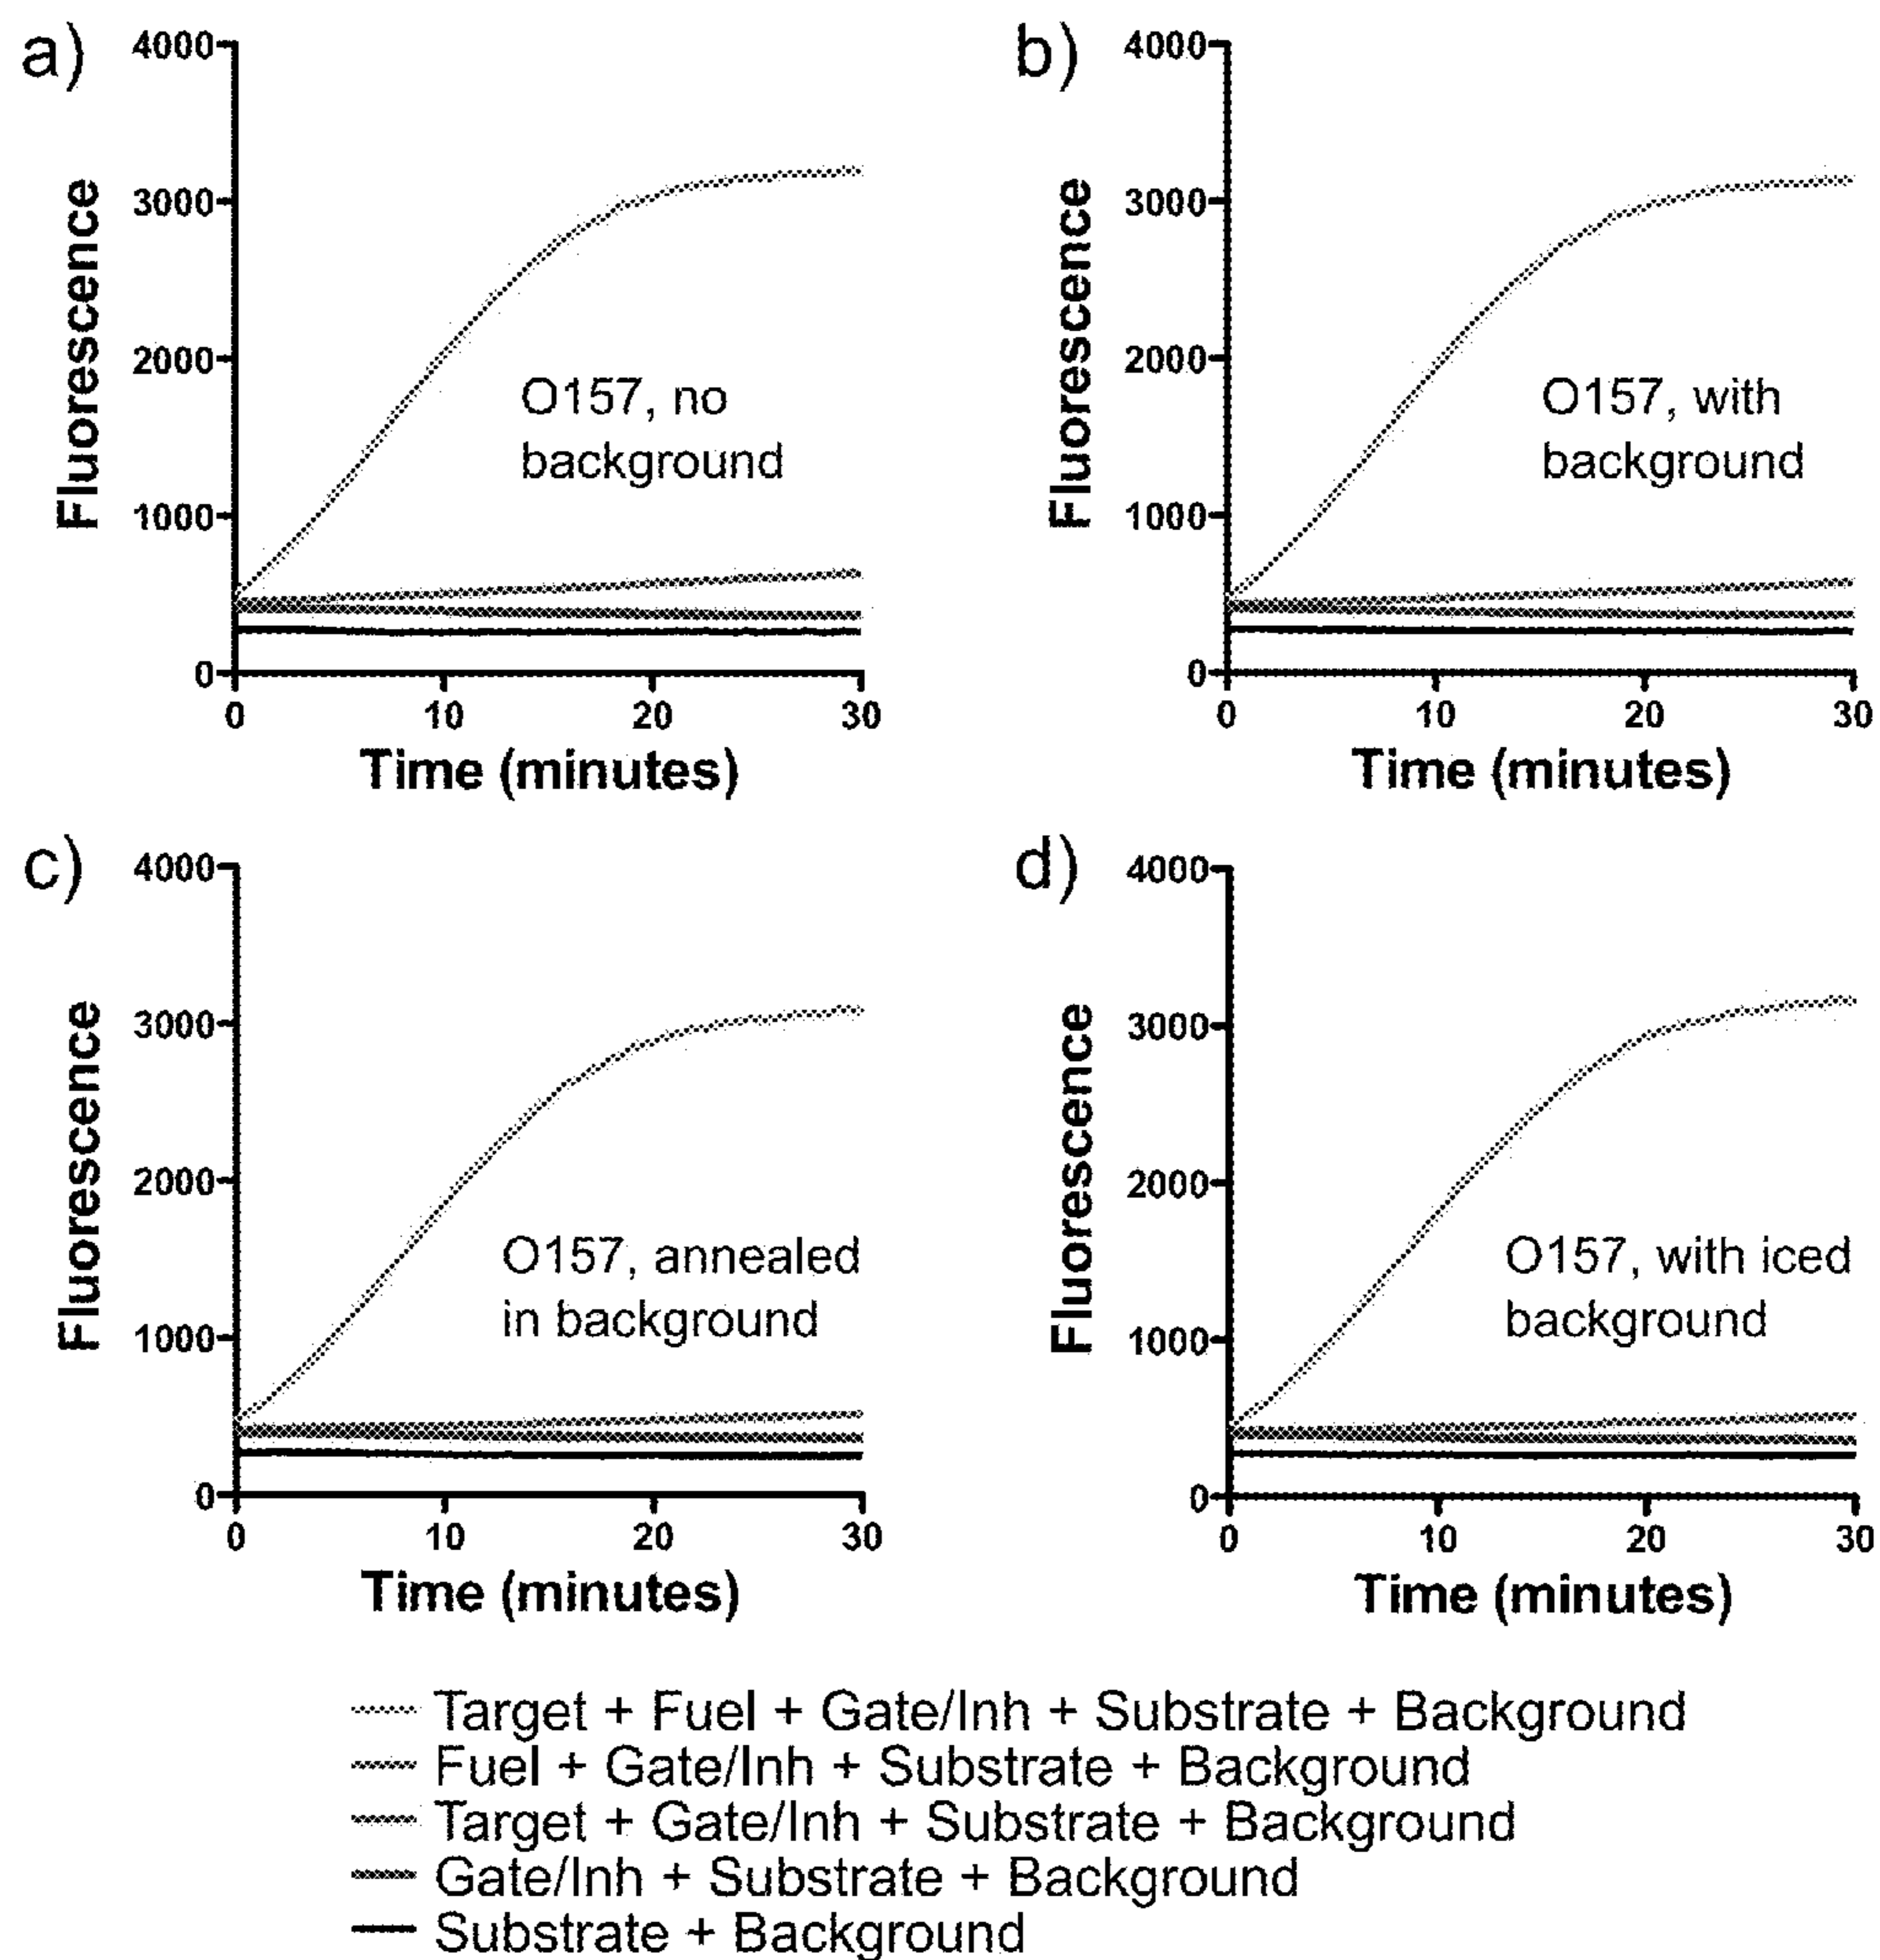 a)
4000
3000
2000
1000
0
Fluorescence
O157, no
background
0 10 20 30
Time (minutes)
b)
4000
3000
2000
1000
0
Fluorescence
O157, with
background
0 10 20 30
Time (minutes)
c)
4000
3000
2000
1000
0
Fluorescence
O157, annealed
in background
0 10 20 30
Time (minutes)
d)
4000
3000
2000
1000
0
Fluorescence
O157, with iced
background
0 10 20 30
Time (minutes)
Target + Fuel + Gate/Inh + Substrate + Background
Fuel + Gate/Inh + Substrate + Background
Target + Gate/Inh + Substrate + Background
Gate/Inh + Substrate + Background
Substrate + Background